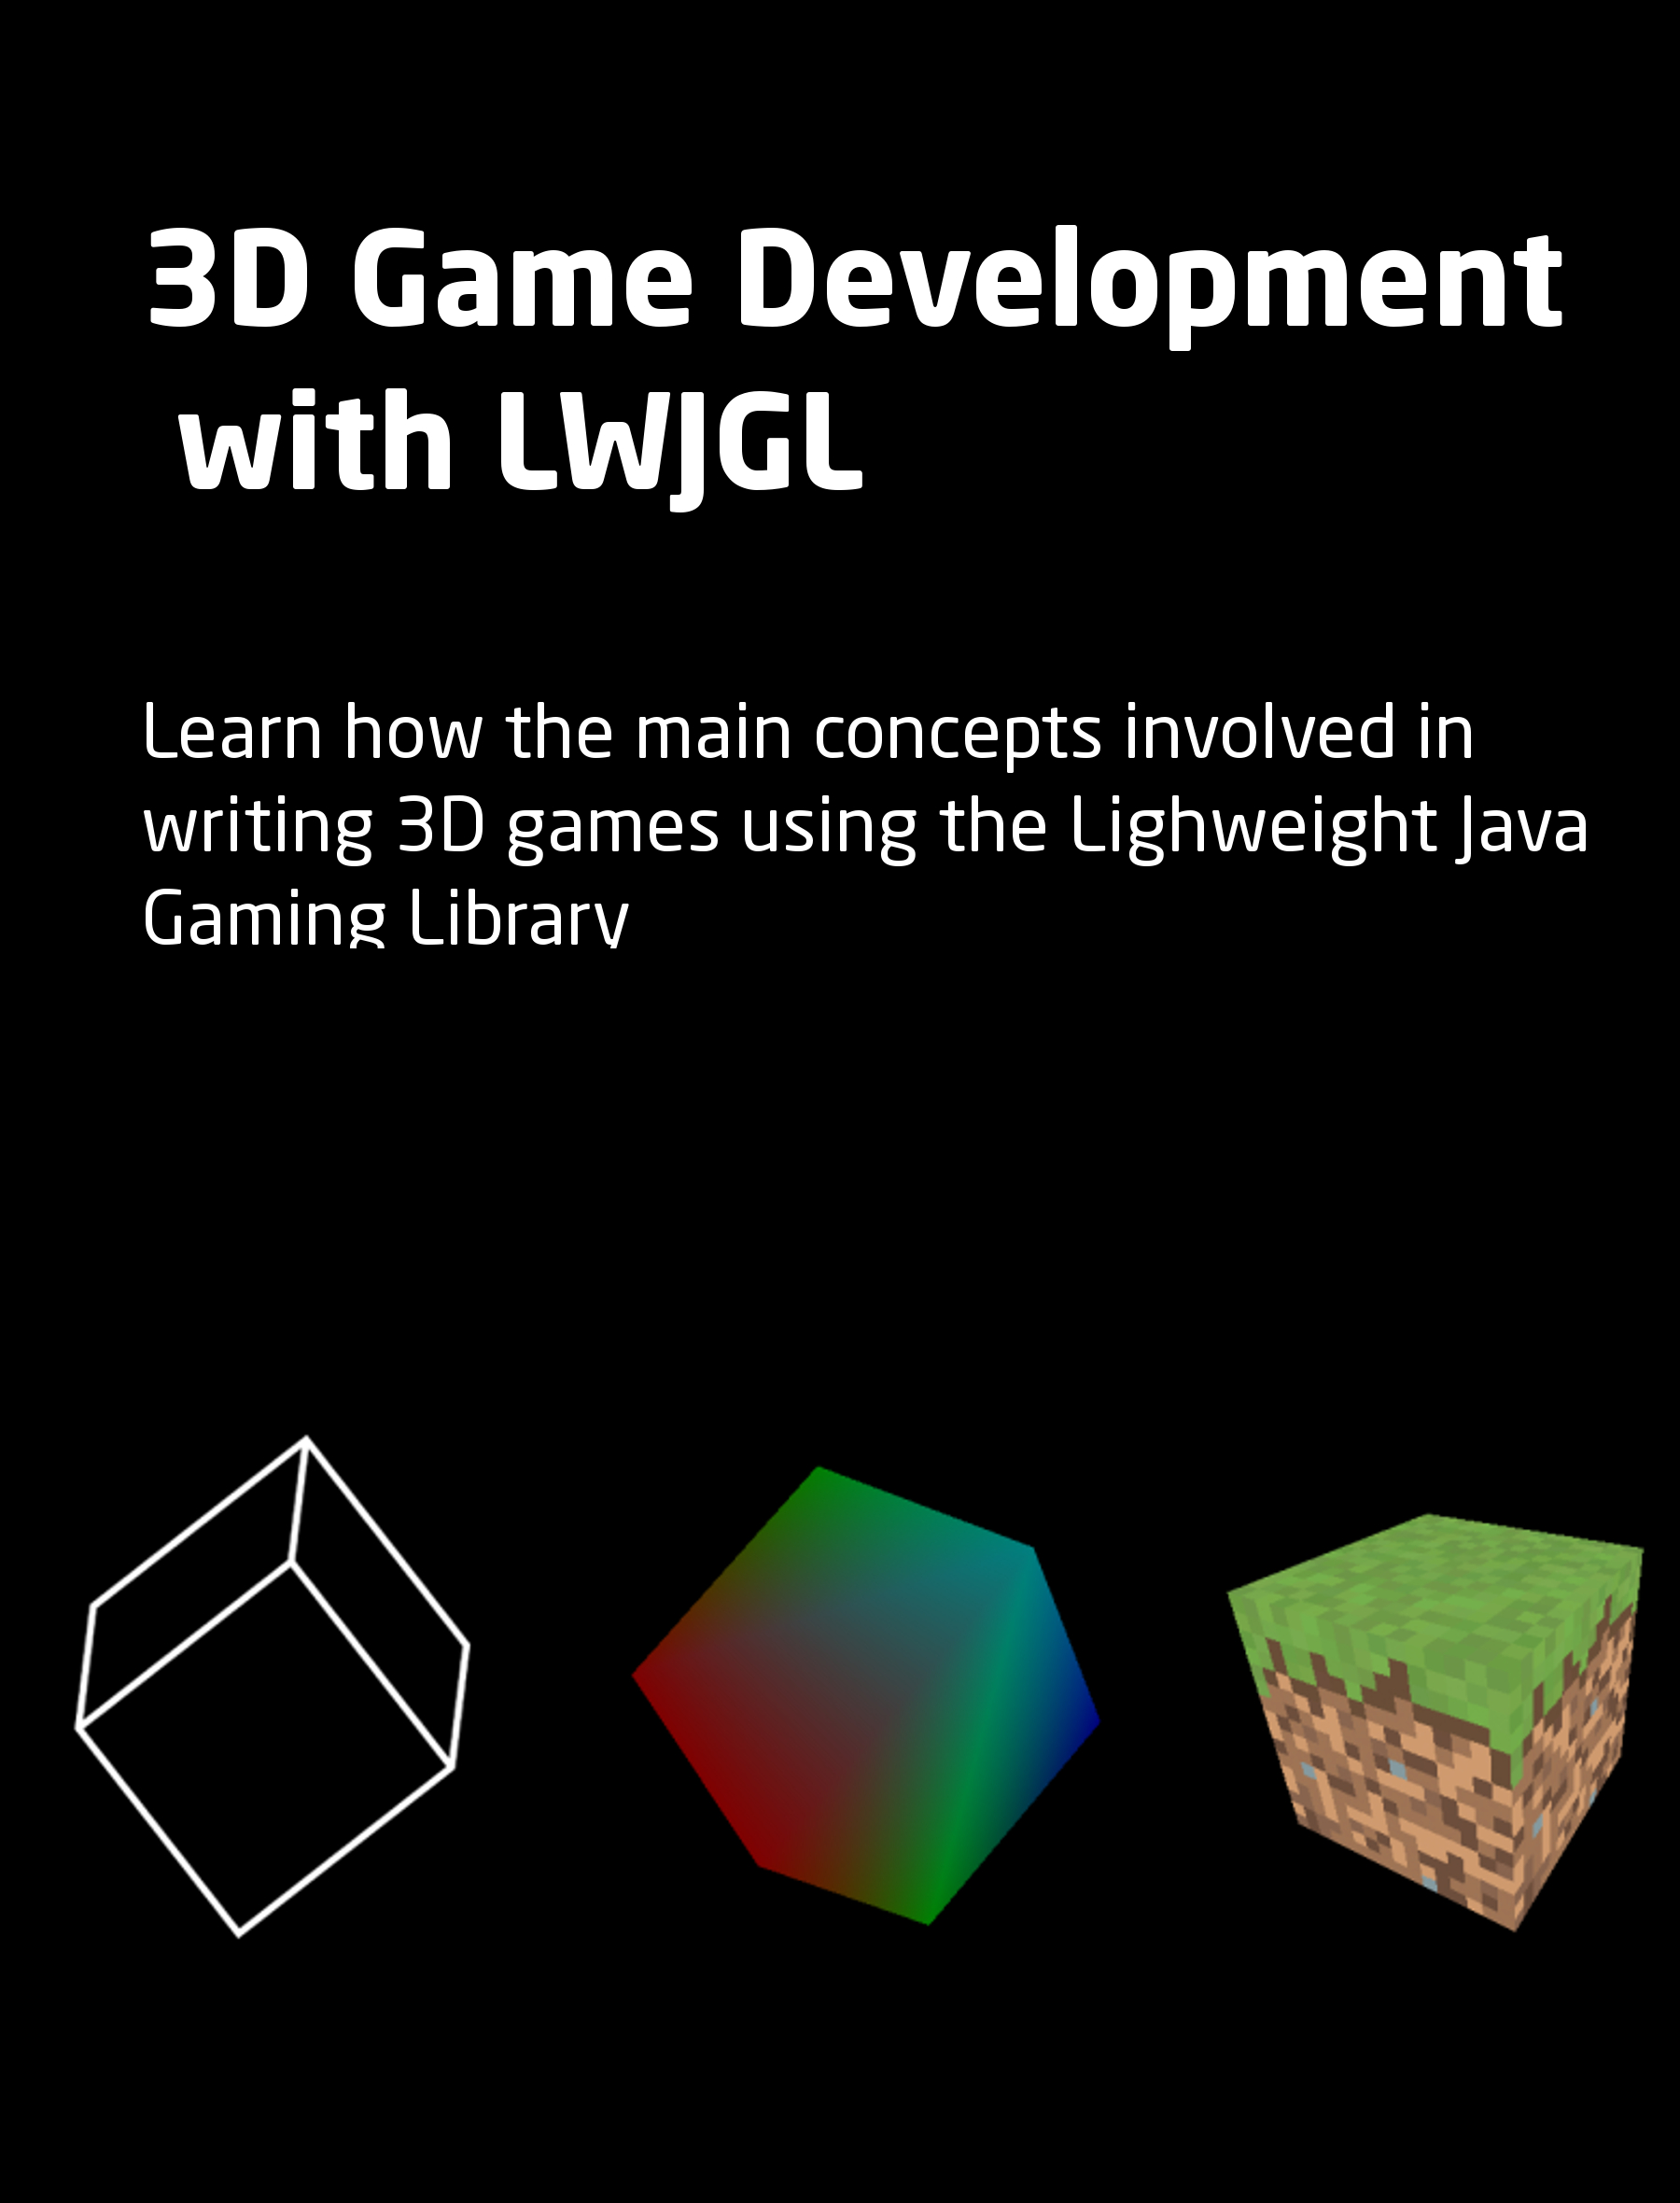 3D Game Development
with LWJGL
Learn how the main concepts involved in
writing 3D games using the Lighweight Java
Gaming Library